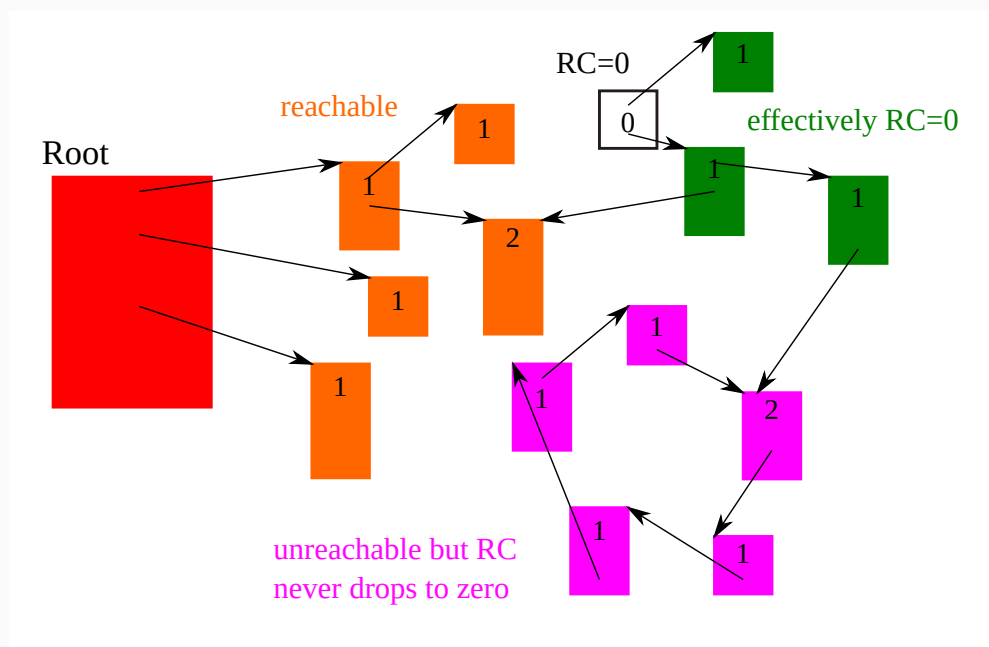 RC=0
1
reachable
0
effectively RC=0
1
Root
1
1
1
2
1
1
1
1
1
2
1
unreachable but RC
never drops to zero
1
1